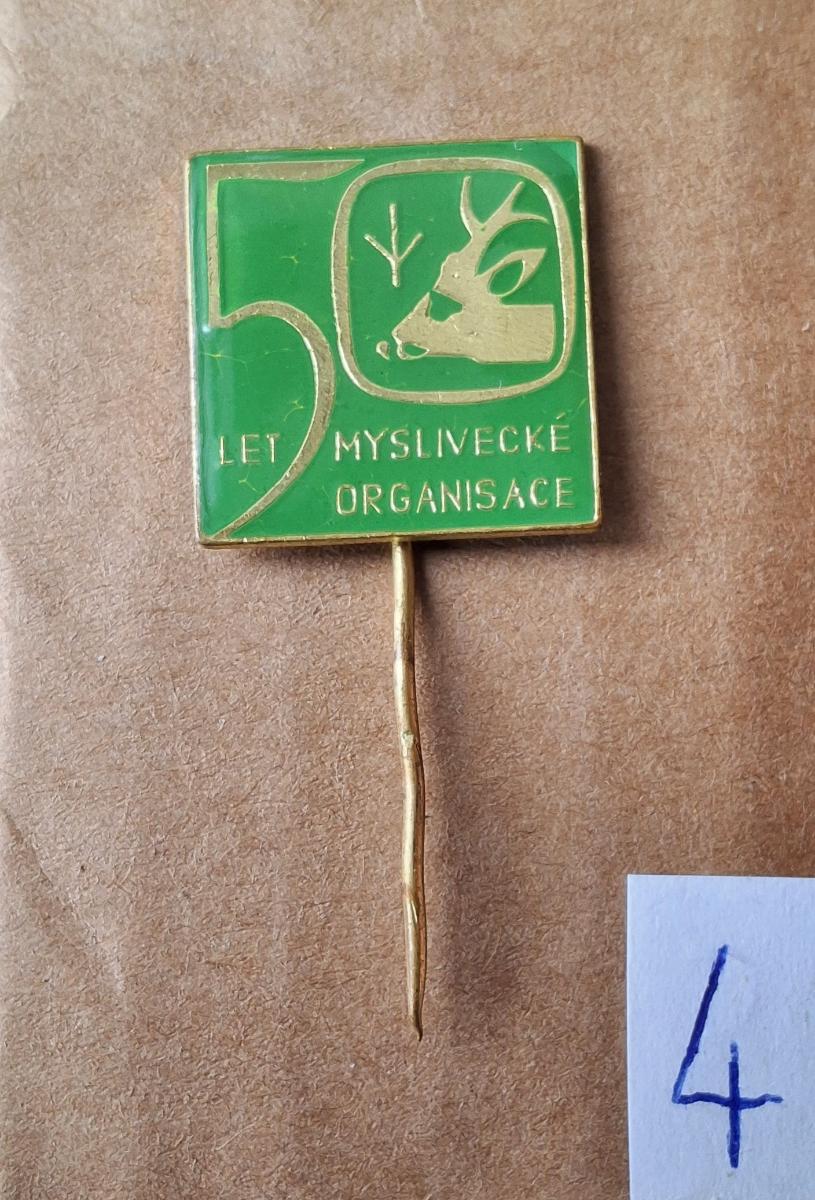 50
LET MYSLIVECKÉ
ORGANISACE
4